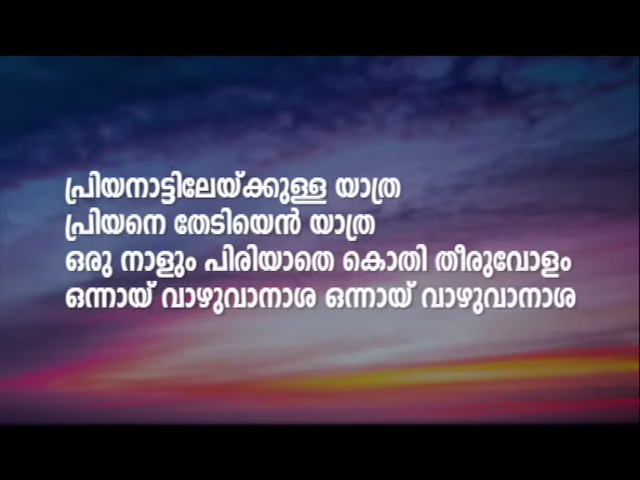 പ്രിയനാട്ടിലേയ്ക്കുള്ള യാത്ര
പ്രിയനെ തേടിയെൻ യാത്ര
ഒരു നാളും പിരിയാതെ കൊതി തീരുവോളം
ഒന്നായ് വാഴുവാനാശ ഒന്നായ് വാഴുവാനാശ